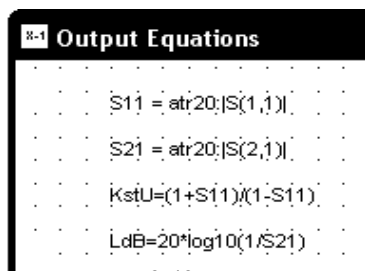 X-1 Output Equations
S11 = atr20:|S(1,1)|
S21 = atr20:|S(2,1)|
KstU=(1+S11)/(1-S11)
LdB=20*log10(1/S21)